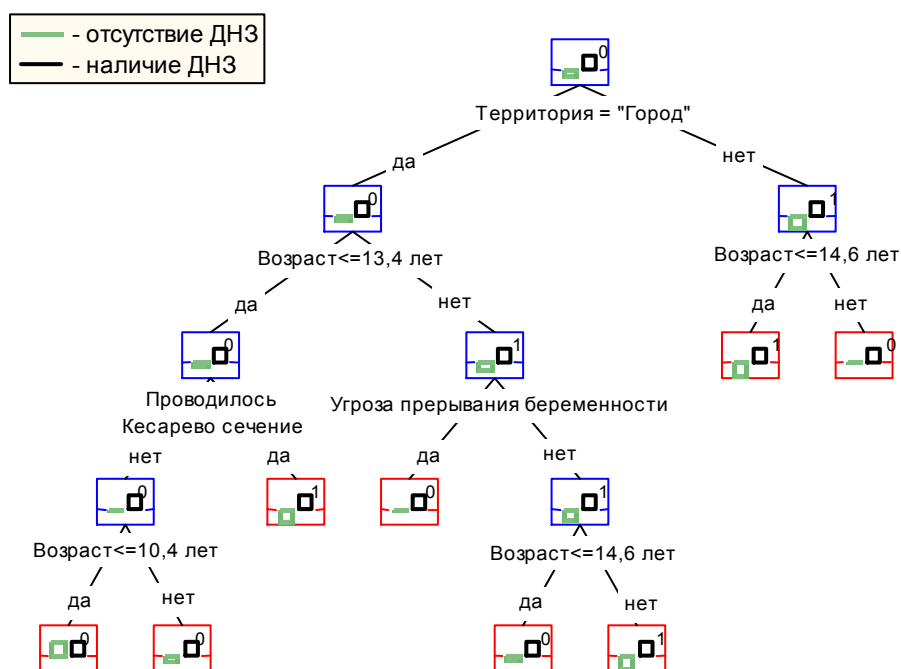 - отсутствие ДНЗ
- наличие ДНЗ
0
Территория = "Город"
да
нет
0
1
Возраст<=13,4 лет
Возраст<=14,6 лет
да
нет
да
нет
0
1
1
0
Проводилось
Кесарево сечение
Угроза прерывания беременности
нет
да
да
нет
0
1
0
1
Возраст<=10,4 лет
Возраст<=14,6 лет
да
нет
да
нет
0
0
0
1